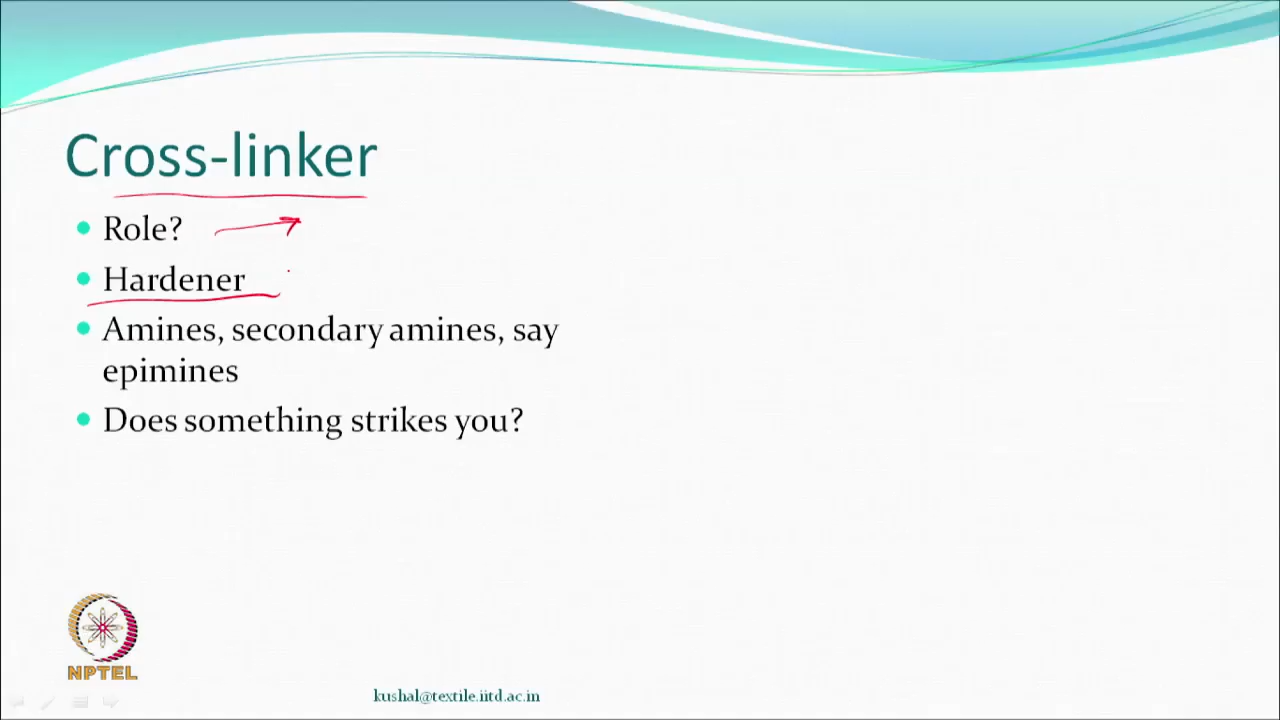 Cross-linker
Role?
Hardener
Amines, secondary amines, say
epimines
Does something strikes you?
NPTEL
kushal@textile.iitd.ac.in